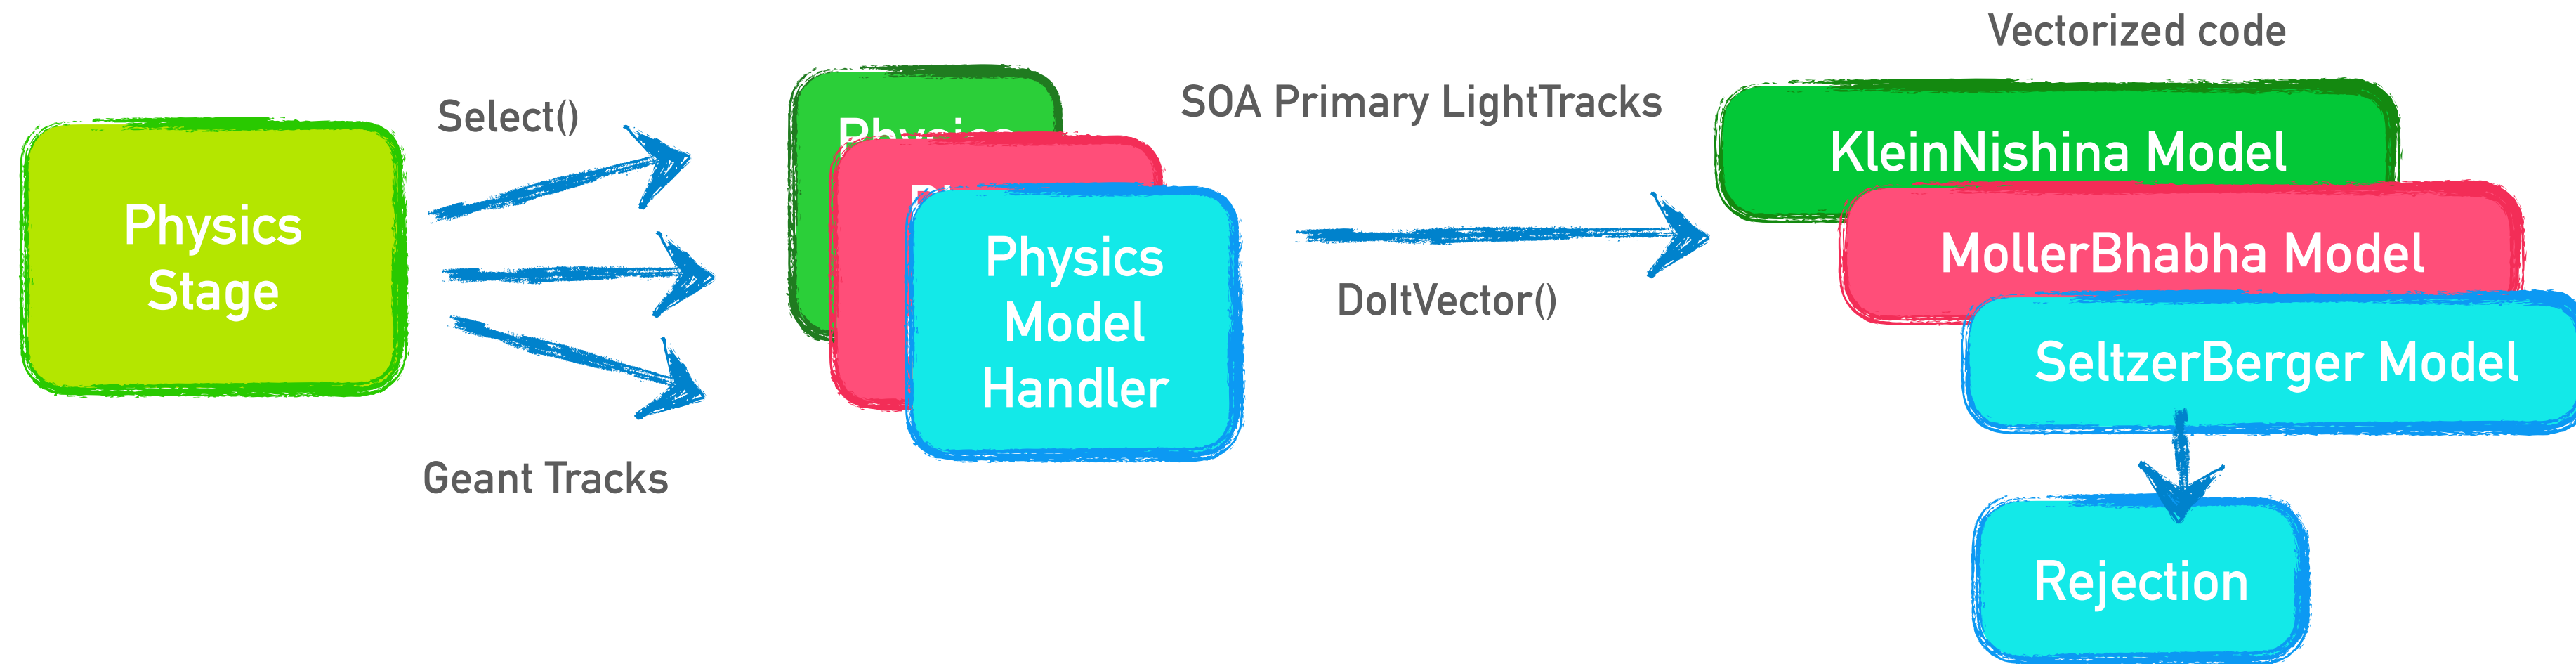 Vectorized code
Select()
SOA Primary LightTracks
Physics
Stage
Physics
Physics
Model
Handler
KleinNishina Model
MollerBhabha Model
SeltzerBerger Model
DoItVector()
Geant Tracks
Rejection